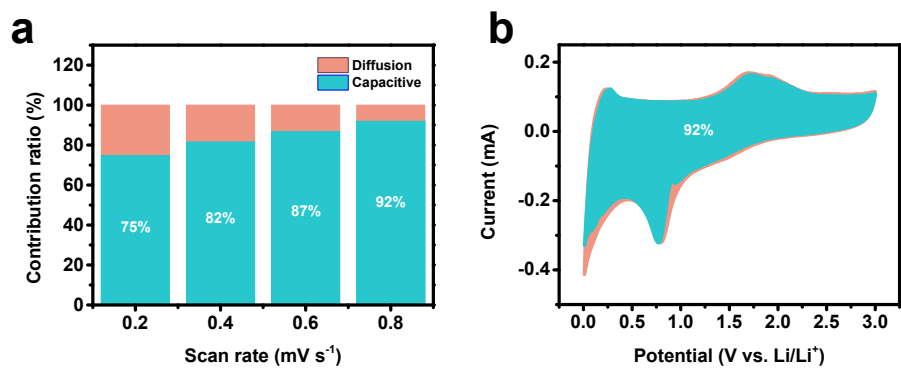 a
Contribution ratio (%)
120
100
80
60
40
20
0
Diffusion
Capacitive
75%
82%
87%
92%
0.2 0.4 0.6 0.8
Scan rate (mV s⁻¹)
b
Current (mA)
0.2
0.0
-0.2
-0.4
92%
0.0 0.5 1.0 1.5 2.0 2.5 3.0
Potential (V vs. Li/Li⁺)